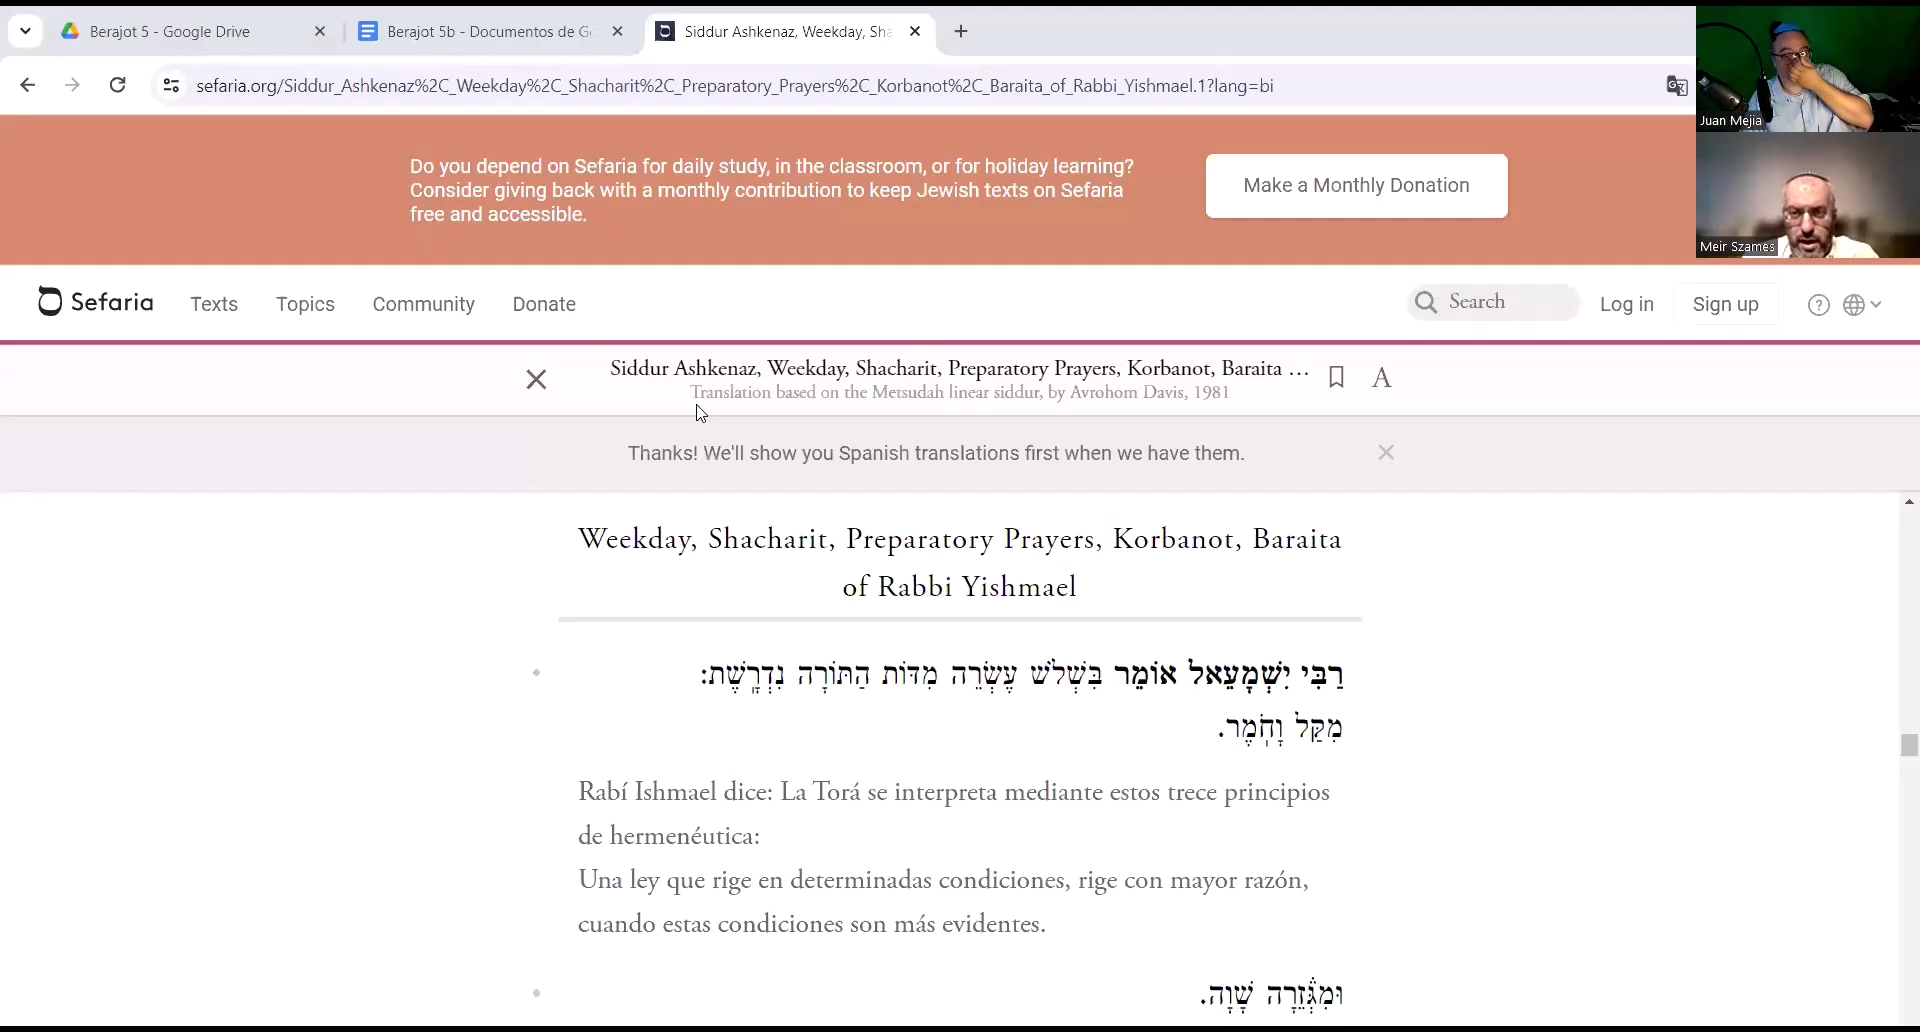 Berajot 5 - Google Drive
Berajot 5b - Documentos de G
Siddur Ashkenaz, Weekday, Sha
sefaria.org/Siddur_Ashkenaz%2C_Weekday%2C_Shacharit%2C_Preparatory_Prayers%2C_Korbanot%2C_Baraita_of_Rabbi_Yishmael.1?lang=bi
Juan Mejia
Meir Szames
Do you depend on Sefaria for daily study, in the classroom, or for holiday learning?
Consider giving back with a monthly contribution to keep Jewish texts on Sefaria
free and accessible.
Make a Monthly Donation
Sefaria Texts Topics Community Donate
Search Log in Sign up
Siddur Ashkenaz, Weekday, Shacharit, Preparatory Prayers, Korbanot, Baraita …
A
Translation based on the Metsudah linear siddur, by Avrohom Davis, 1981
Thanks! We'll show you Spanish translations first when we have them.
Weekday, Shacharit, Preparatory Prayers, Korbanot, Baraita
of Rabbi Yishmael
רַבִּי יִשְׁמָעֵאל אוֹמֵר בִּשְׁלֹשׁ עֶשְׂרֵה מִדּוֹת הַתּוֹרָה נִדְרֶֽשֶׁת:
מִקַּל וָחֹֽמֶר.
Rabí Ishmael dice: La Torá se interpreta mediante estos trece principios
de hermenéutica:
Una ley que rige en determinadas condiciones, rige con mayor razón,
cuando estas condiciones son más evidentes.
וּמִגְּ֒זֵרָה שָׁוָה.